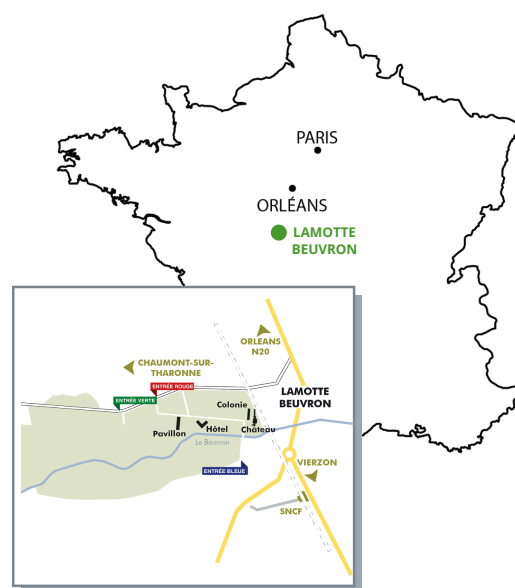 PARIS
ORLÉANS
LAMOTTE
BEUVRON
ORLEANS
N20
CHAUMONT-SUR-
THARONNE
ENTRÉE ROUGE
ENTRÉE VERTE
LAMOTTE
BEUVRON
Colonie
Château
Hôtel
Pavillon
Le Beuvron
ENTRÉE BLEUE
VIERZON
SNCF